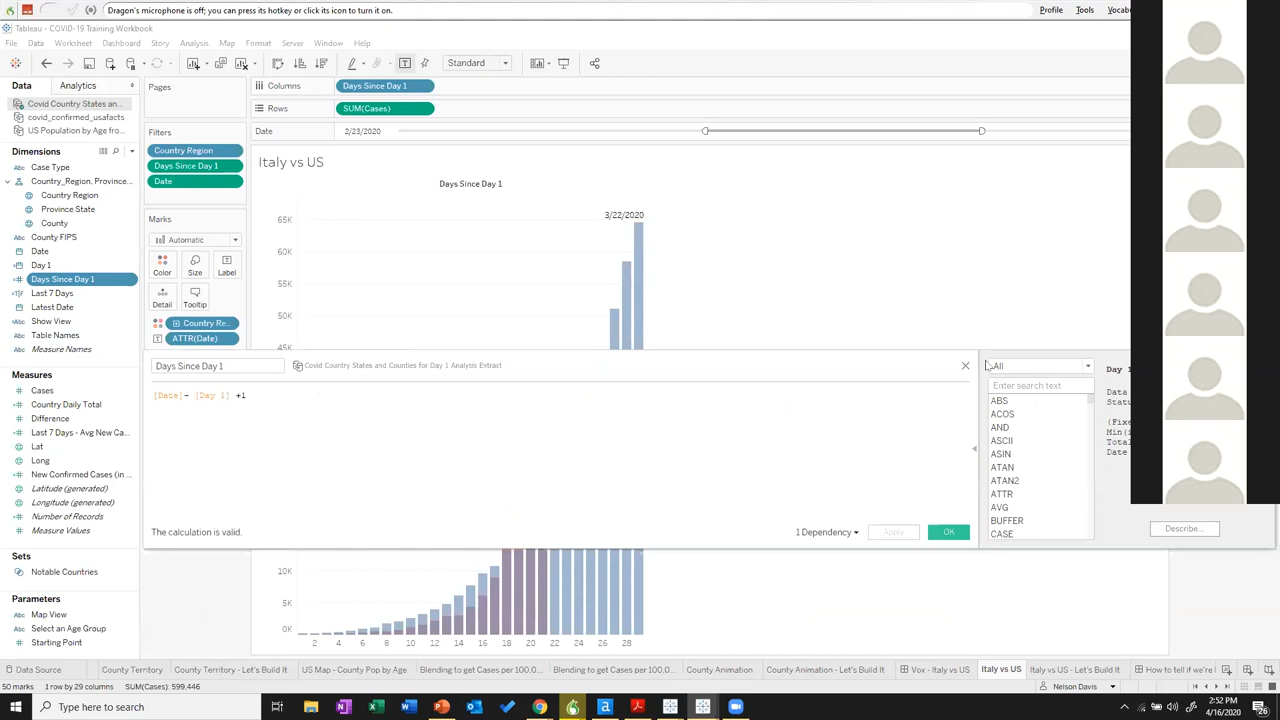 Dragon's microphone is off; you can press its hotkey or click its icon to turn it on.
Profile Tools Vocabu
Tableau - COVID-19 Training Workbook
File Data Worksheet Dashboard Story Analysis Map Format Server Window Help
Standard
Data Analytics
Pages
Columns Days Since Day 1
Rows SUM(Cases)
Covid Country States an...
covid_confirmed_usafacts
US Population by Age fro...
Filters
Country Region
Days Since Day 1
Date
Date 2/23/2020
Italy vs US
Days Since Day 1
3/22/2020
65K
60K
55K
50K
45K
10K
5K
0K
2 4 6 8 10 12 14 16 18 20 22 24 26 28
Marks
Automatic
Color Size Label
Detail Tooltip
Country Re..
ATTR(Date)
Dimensions
Case Type
Country_Region, Province...
Country Region
Province State
County
County FIPS
Date
Day 1
Days Since Day 1
Last 7 Days
Latest Date
Show View
Table Names
Measure Names
Measures
Cases
Country Daily Total
Difference
Last 7 Days - Avg New Ca...
Lat
Long
New Confirmed Cases (in ...
Latitude (generated)
Longitude (generated)
Number of Records
Measure Values
Sets
Notable Countries
Parameters
Map View
Select an Age Group
Starting Point
Days Since Day 1
Covid Country States and Counties for Day 1 Analysis Extract
[Date]- [Day 1] +1
The calculation is valid.
1 Dependency Apply OK
All
Enter search text
ABS
ACOS
AND
ASCII
ASIN
ATAN
ATAN2
ATTR
AVG
BUFFER
CASE
Day 1
Data
Statu
{Fixe
Min(i
Total
Date
Describe...
Data Source County Territory County Territory - Let's Build It US Map - County Pop by Age Blending to get Cases per 100,0... Blending to get Cases per 100,0... County Animation County Animation - Let's Build It Vox - Italy vs US Italy vs US Italy vs US - Let's Build It How to tell if we're
50 marks 1 row by 29 columns SUM(Cases): 599,446
Nelson Davis
Type here to search
2:52 PM
4/16/2020
26